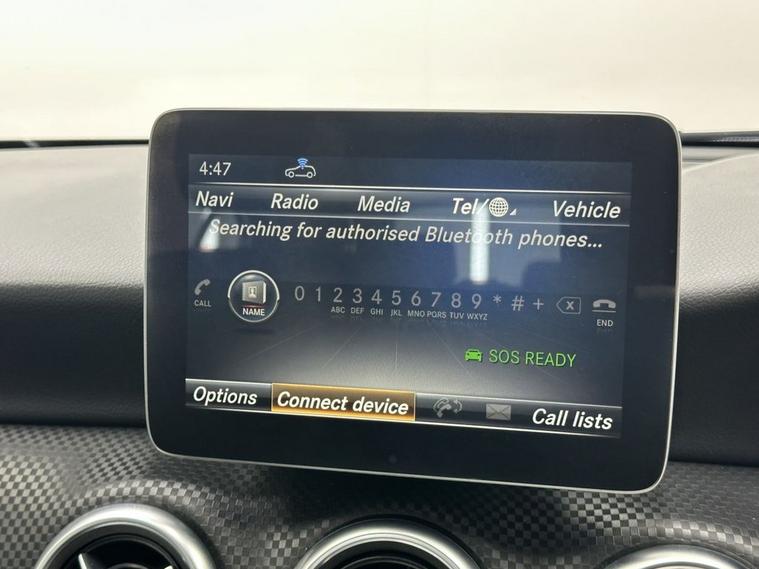 4:47
Navi Radio Media Tel/ Vehicle
Searching for authorised Bluetooth phones...
CALL NAME 0 1 2 3 4 5 6 7 8 9 * # + END
ABC DEF GHI JKL MNO PQRS TUV WXYZ
SOS READY
Options Connect device Call lists